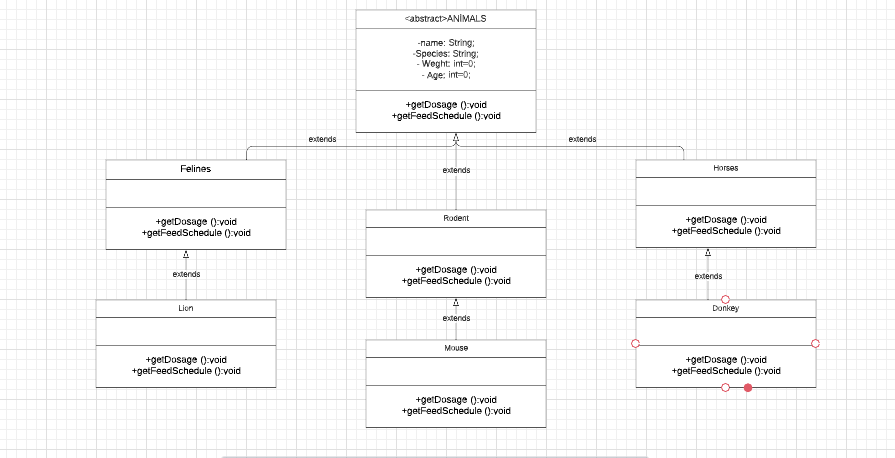 <abstract>ANİMALS
-name: String;
-Species: String;
- Weght: int=0;
- Age: int=0;
+getDosage ():void
+getFeedSchedule ():void
extends
extends
extends
Felines
+getDosage ():void
+getFeedSchedule ():void
Rodent
+getDosage ():void
+getFeedSchedule ():void
Horses
+getDosage ():void
+getFeedSchedule ():void
extends
extends
extends
Lion
+getDosage ():void
+getFeedSchedule ():void
Mouse
+getDosage ():void
+getFeedSchedule ():void
Donkey
+getDosage ():void
+getFeedSchedule ():void